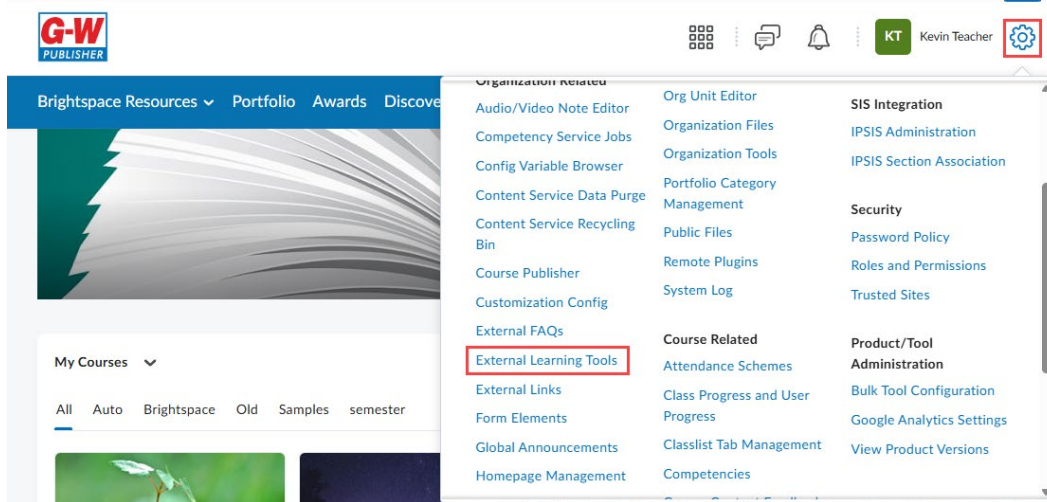 G-W
PUBLISHER
KT
Kevin Teacher
Brightspace Resources
Portfolio
Awards
Discove
My Courses
All
Auto
Brightspace
Old
Samples
semester
Organization Related
Audio/Video Note Editor
Competency Service Jobs
Config Variable Browser
Content Service Data Purge
Content Service Recycling
Bin
Course Publisher
Customization Config
External FAQs
External Learning Tools
External Links
Form Elements
Global Announcements
Homepage Management
Org Unit Editor
Organization Files
Organization Tools
Portfolio Category
Management
Public Files
Remote Plugins
System Log
Course Related
Attendance Schemes
Class Progress and User
Progress
Classlist Tab Management
Competencies
SIS Integration
IPSIS Administration
IPSIS Section Association
Security
Password Policy
Roles and Permissions
Trusted Sites
Product/Tool
Administration
Bulk Tool Configuration
Google Analytics Settings
View Product Versions